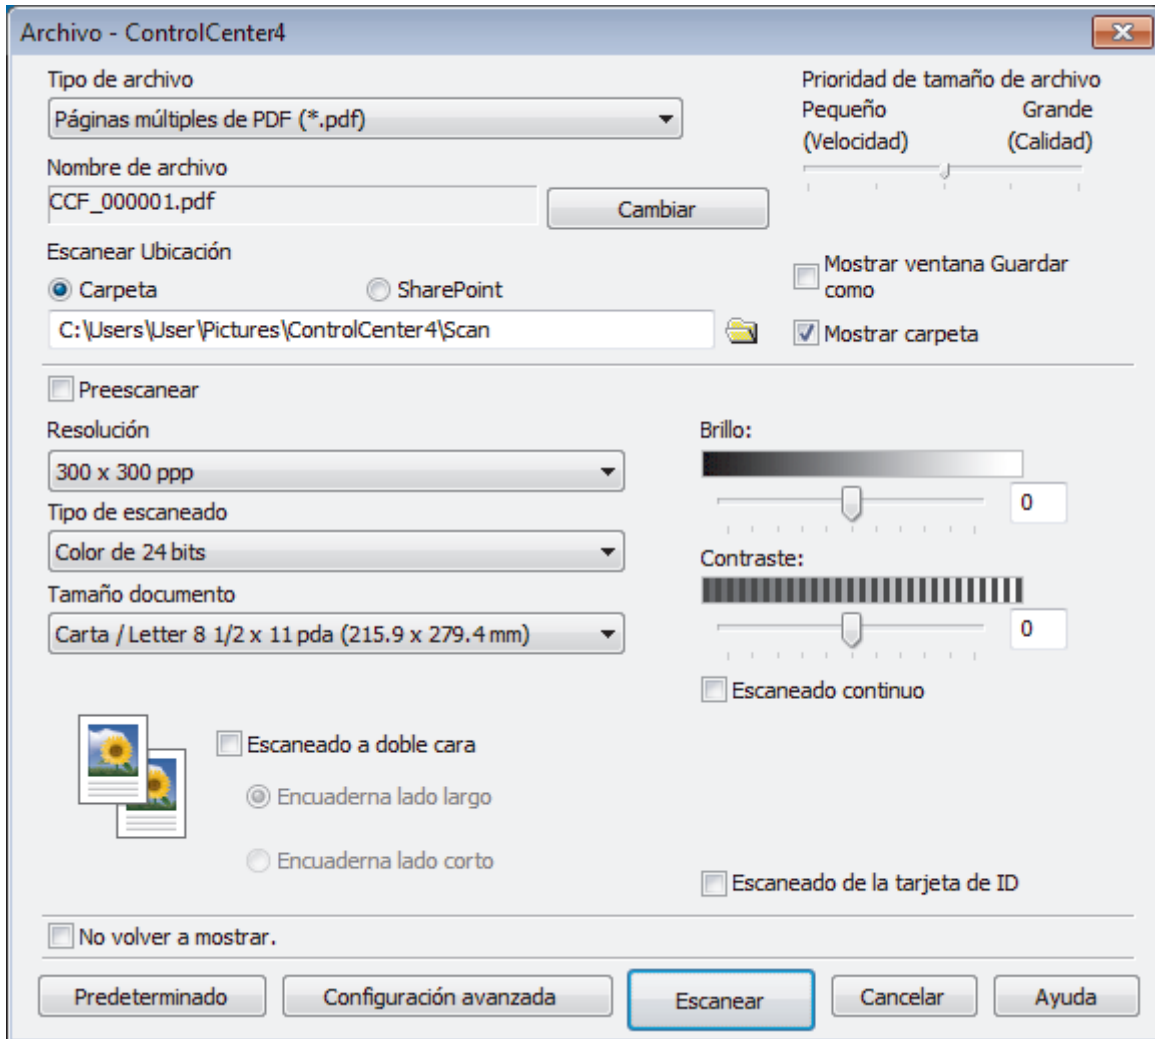 Archivo - ControlCenter4
Tipo de archivo
Páginas múltiples de PDF (*.pdf)
Prioridad de tamaño de archivo
Pequeño Grande
(Velocidad) (Calidad)
Nombre de archivo
CCF_000001.pdf
Cambiar
Escanear Ubicación
Carpeta
SharePoint
C:\Users\User\Pictures\ControlCenter4\Scan
Mostrar ventana Guardar
como
Mostrar carpeta
Preescanear
Resolución
300 x 300 ppp
Tipo de escaneado
Color de 24 bits
Tamaño documento
Carta / Letter 8 1/2 x 11 pda (215.9 x 279.4 mm)
Brillo:
0
Contraste:
0
Escaneado continuo
Escaneado a doble cara
Encuaderna lado largo
Encuaderna lado corto
Escaneado de la tarjeta de ID
No volver a mostrar.
Predeterminado
Configuración avanzada
Escanear
Cancelar
Ayuda